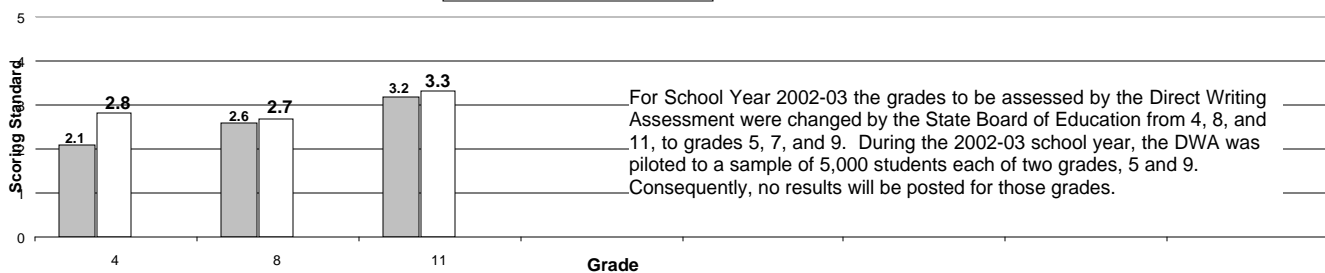 5
4
3
2
1
0
Scoring Standard
2.1
2.8
2.6
2.7
3.2
3.3
For School Year 2002-03 the grades to be assessed by the Direct Writing
Assessment were changed by the State Board of Education from 4, 8, and
11, to grades 5, 7, and 9.  During the 2002-03 school year, the DWA was
piloted to a sample of 5,000 students each of two grades, 5 and 9.
Consequently, no results will be posted for those grades.
4
8
11
Grade